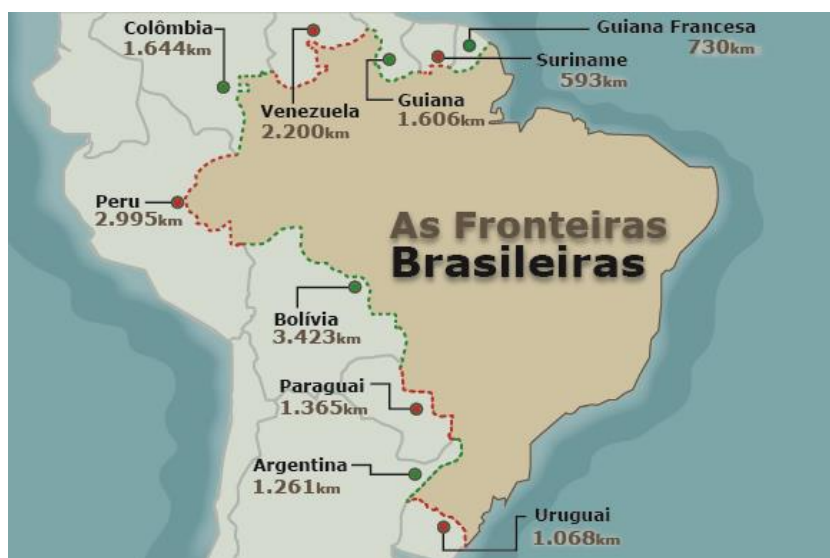 Colômbia
1.644km
Guiana Francesa
730km
Suriname
593km
Venezuela
2.200km
Guiana
1.606km
Peru
2.995km
As Fronteiras
Brasileiras
Bolívia
3.423km
Paraguai
1.365km
Argentina
1.261km
Uruguai
1.068km